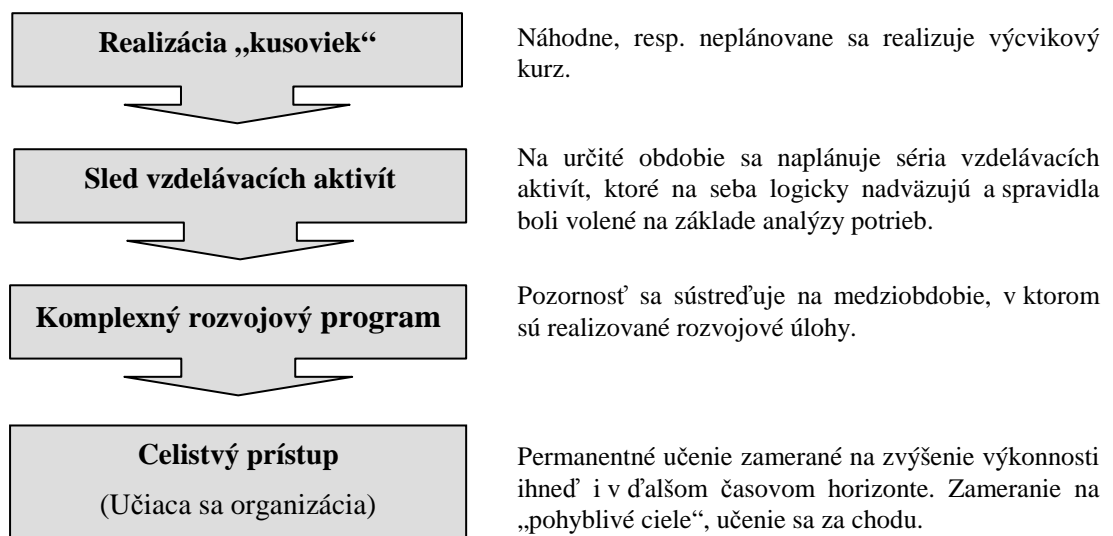 Realizácia „kusoviek“
Náhodne, resp. neplánovane sa realizuje výcvikový
kurz.
Sled vzdelávacích aktivít
Na určité obdobie sa naplánuje séria vzdelávacích
aktivít, ktoré na seba logicky nadväzujú a spravidla
boli volené na základe analýzy potrieb.
Komplexný rozvojový program
Pozornosť sa sústreďuje na medziobdobie, v ktorom
sú realizované rozvojové úlohy.
Celistvý prístup
(Učiaca sa organizácia)
Permanentné učenie zamerané na zvýšenie výkonnosti
ihneď i v ďalšom časovom horizonte. Zameranie na
„pohyblivé ciele“, učenie sa za chodu.